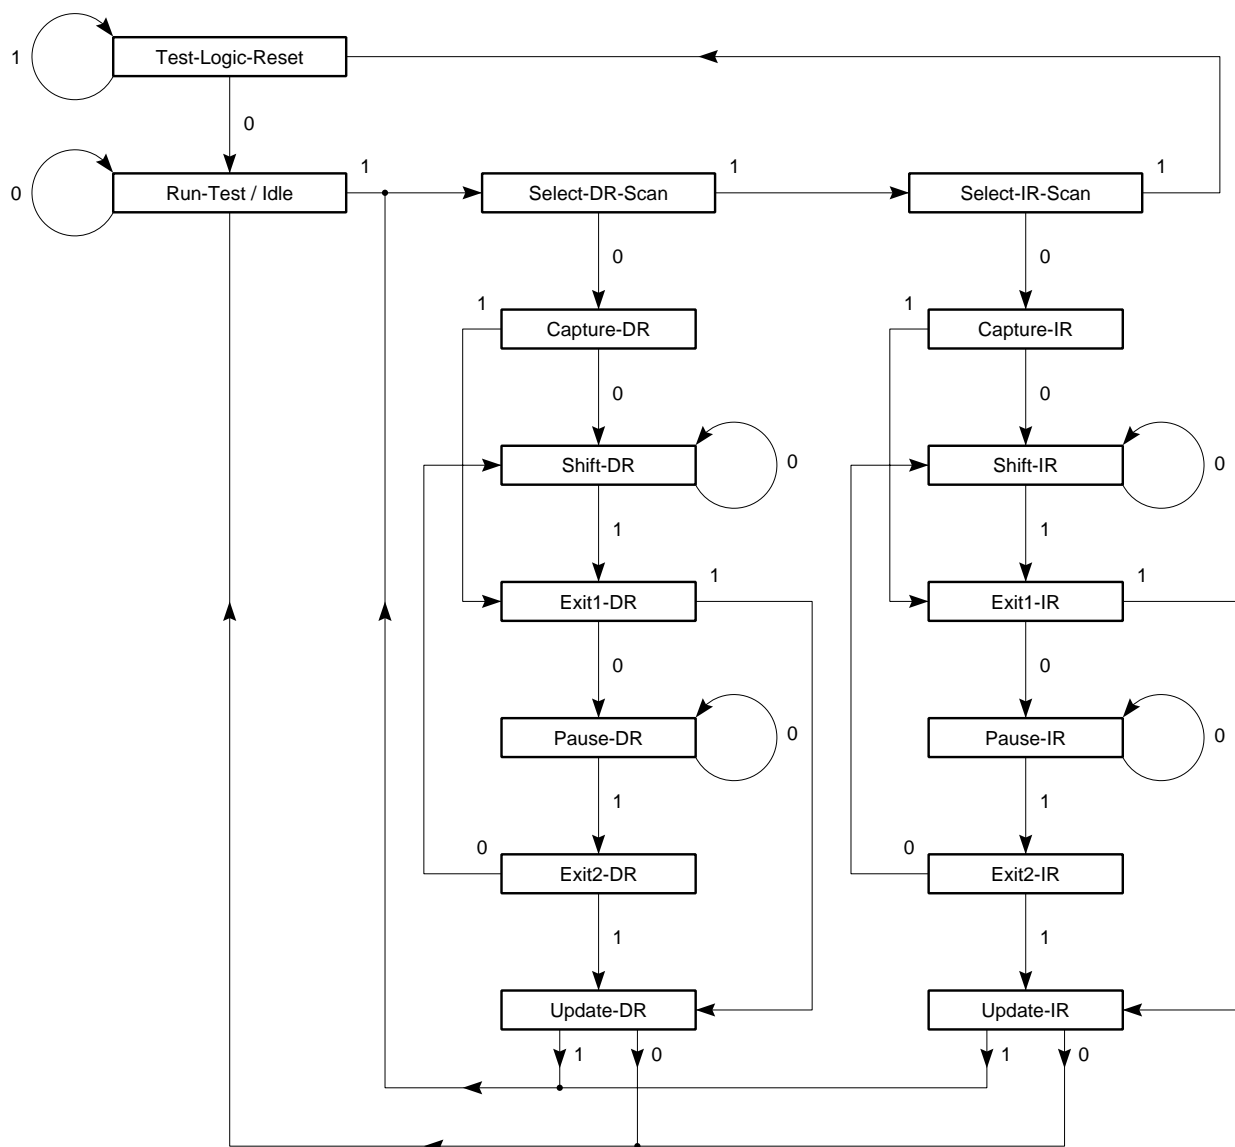 1
Test-Logic-Reset
0
0
Run-Test / Idle
1
Select-DR-Scan
1
Select-IR-Scan
1
0
0
1
Capture-DR
1
Capture-IR
0
0
Shift-DR
0
Shift-IR
0
1
1
Exit1-DR
1
Exit1-IR
1
0
0
Pause-DR
0
Pause-IR
0
1
1
0
Exit2-DR
0
Exit2-IR
1
1
Update-DR
Update-IR
1
0
1
0